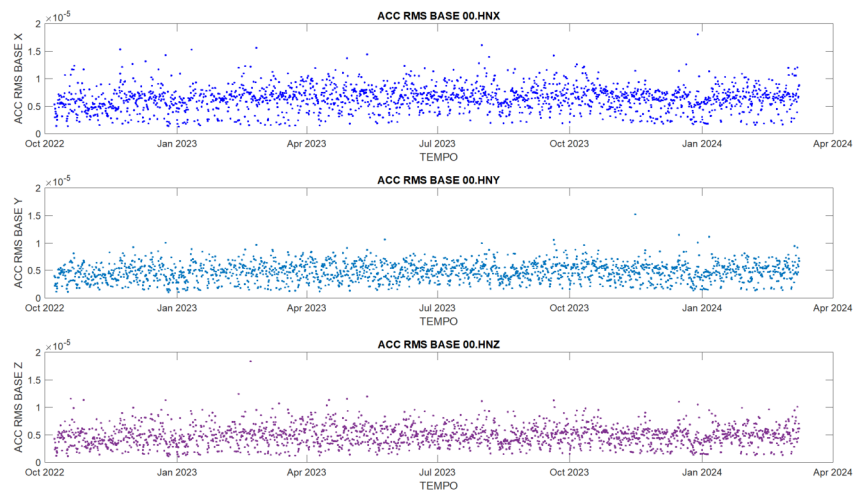 ACC RMS BASE 00.HNX
×10-5
2
1.5
1
0.5
0
ACC RMS BASE X
Oct 2022 Jan 2023 Apr 2023 Jul 2023 Oct 2023 Jan 2024 Apr 2024
TEMPO
ACC RMS BASE 00.HNY
×10-5
2
1.5
1
0.5
0
ACC RMS BASE Y
Oct 2022 Jan 2023 Apr 2023 Jul 2023 Oct 2023 Jan 2024 Apr 2024
TEMPO
ACC RMS BASE 00.HNZ
×10-5
2
1.5
1
0.5
0
ACC RMS BASE Z
Oct 2022 Jan 2023 Apr 2023 Jul 2023 Oct 2023 Jan 2024 Apr 2024
TEMPO